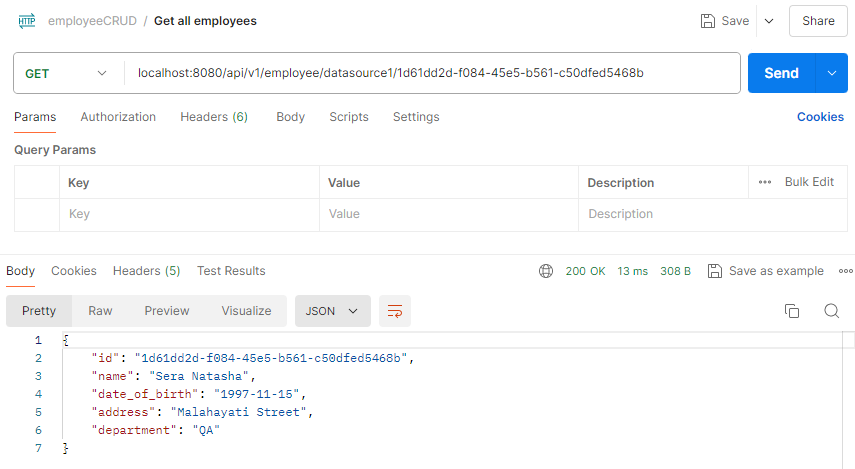 HTTP employeeCRUD / Get all employees Save Share
GET localhost:8080/api/v1/employee/datasource1/1d61dd2d-f084-45e5-b561-c50dfed5468b Send
Params Authorization Headers (6) Body Scripts Settings Cookies
Query Params
Key Value Description ••• Bulk Edit
Key Value Description
Body Cookies Headers (5) Test Results 200 OK 13 ms 308 B Save as example
Pretty Raw Preview Visualize JSON
1 {
2 "id": "1d61dd2d-f084-45e5-b561-c50dfed5468b",
3 "name": "Sera Natasha",
4 "date_of_birth": "1997-11-15",
5 "address": "Malahayati Street",
6 "department": "QA"
7 }